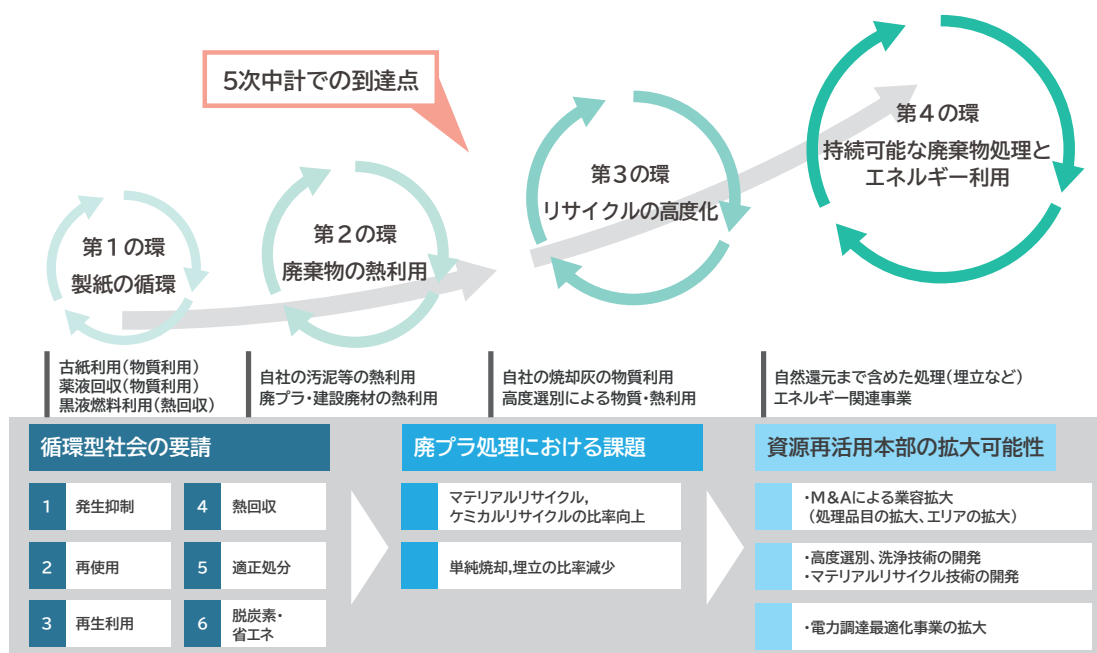 5次中計での到達点
第1の環
製紙の循環
第2の環
廃棄物の熱利用
第3の環
リサイクルの高度化
第4の環
持続可能な廃棄物処理と
エネルギー利用
古紙利用(物質利用)
薬液回収(物質利用)
黒液燃料利用(熱回収)
自社の汚泥等の熱利用
廃プラ・建設廃材の熱利用
自社の焼却灰の物質利用
高度選別による物質・熱利用
自然還元まで含めた処理(埋立など)
エネルギー関連事業
循環型社会の要請
1 発生抑制
2 再使用
3 再生利用
4 熱回収
5 適正処分
6 脱炭素・
省エネ
廃プラ処理における課題
マテリアルリサイクル,
ケミカルリサイクルの比率向上
単純焼却,埋立の比率減少
資源再活用本部の拡大可能性
・M&Aによる業容拡大
(処理品目の拡大、エリアの拡大)
・高度選別、洗浄技術の開発
・マテリアルリサイクル技術の開発
・電力調達最適化事業の拡大